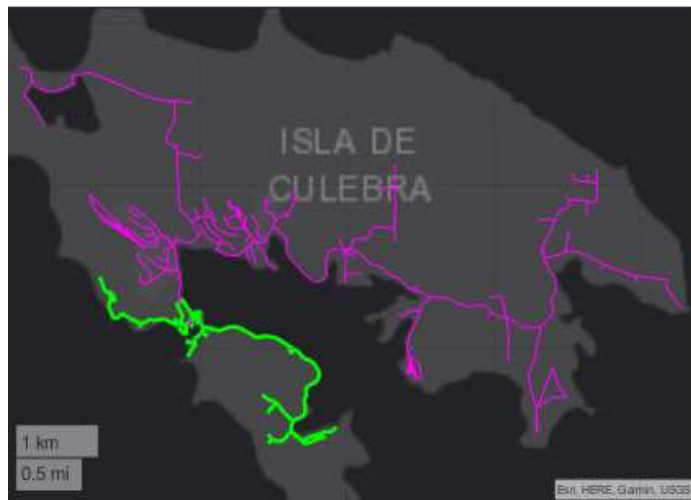 ISLA DE
CULEBRA
1 km
0.5 mi
Esri, HERE, Garmin, USGS